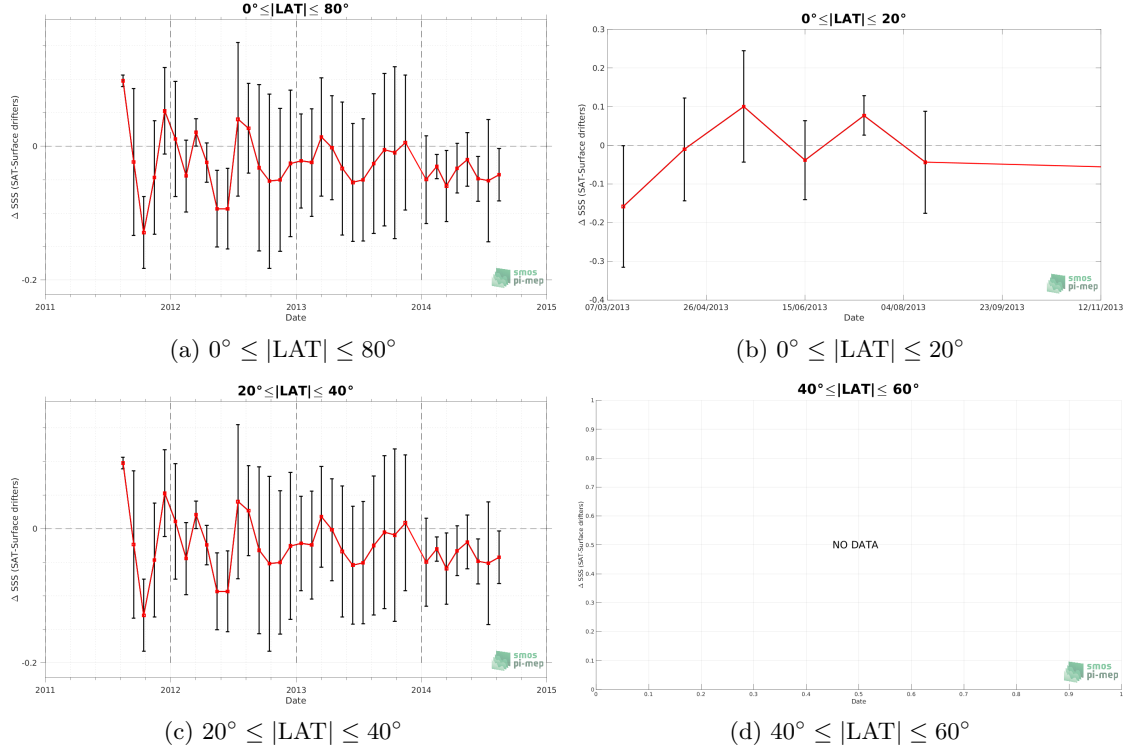 0°≤|LAT|≤ 80°
Δ SSS (SAT-Surface drifters)
0
-0.2
2011 2012 2013 2014 2015
Date
smos
pi-mep
(a) 0° ≤ |LAT| ≤ 80°
0°≤|LAT|≤ 20°
Δ SSS (SAT-Surface drifters)
0.3
0.2
0.1
0
-0.1
-0.2
-0.3
-0.4
07/03/2013 26/04/2013 15/06/2013 04/08/2013 23/09/2013 12/11/2013
Date
smos
pi-mep
(b) 0° ≤ |LAT| ≤ 20°
20°≤|LAT|≤ 40°
Δ SSS (SAT-Surface drifters)
0
-0.2
2011 2012 2013 2014 2015
Date
smos
pi-mep
(c) 20° ≤ |LAT| ≤ 40°
40°≤|LAT|≤ 60°
Δ SSS (SAT-Surface drifters)
1
0.9
0.8
0.7
0.6
0.5
0.4
0.3
0.2
0.1
0
NO DATA
0 0.1 0.2 0.3 0.4 0.5 0.6 0.7 0.8 0.9 1
Date
smos
pi-mep
(d) 40° ≤ |LAT| ≤ 60°